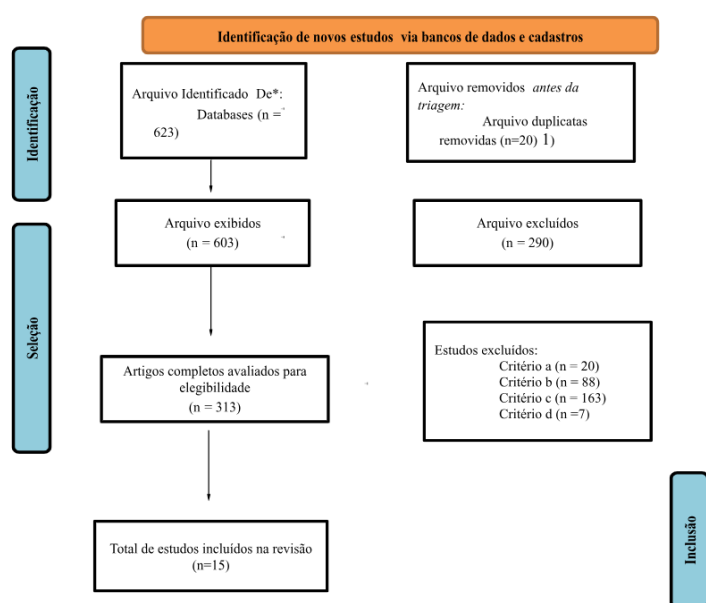 Identificação de novos estudos via bancos de dados e cadastros
Identificação
Arquivo Identificado De*:
Databases (n =
623)
Arquivo removidos antes da
triagem:
Arquivo duplicatas
removidas (n=20) 1)
Seleção
Arquivo exibidos
(n = 603)
Arquivo excluídos
(n = 290)
Artigos completos avaliados para
elegibilidade
(n = 313)
Estudos excluídos:
Critério a (n = 20)
Critério b (n = 88)
Critério c (n = 163)
Critério d (n =7)
Inclusão
Total de estudos incluídos na revisão
(n=15)